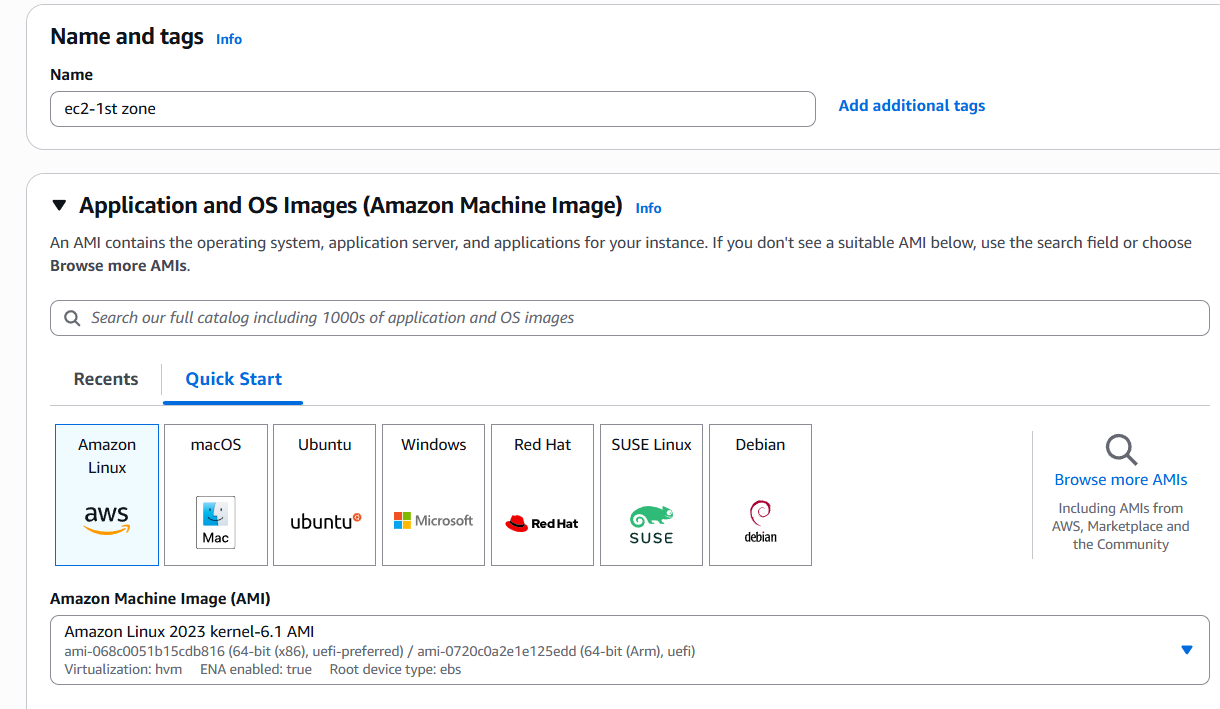 Name and tags Info
Name
ec2-1st zone
Add additional tags
Application and OS Images (Amazon Machine Image) Info
An AMI contains the operating system, application server, and applications for your instance. If you don't see a suitable AMI below, use the search field or choose
Browse more AMIs.
Search our full catalog including 1000s of application and OS images
Recents
Quick Start
Amazon
Linux
aws
macOS
Mac
Ubuntu
ubuntu
Windows
Microsoft
Red Hat
Red Hat
SUSE Linux
SUSE
Debian
debian
Browse more AMIs
Including AMIs from
AWS, Marketplace and
the Community
Amazon Machine Image (AMI)
Amazon Linux 2023 kernel-6.1 AMI
ami-068c0051b15cdb816 (64-bit (x86), uefi-preferred) / ami-0720c0a2e1e125edd (64-bit (Arm), uefi)
Virtualization: hvm ENA enabled: true Root device type: ebs